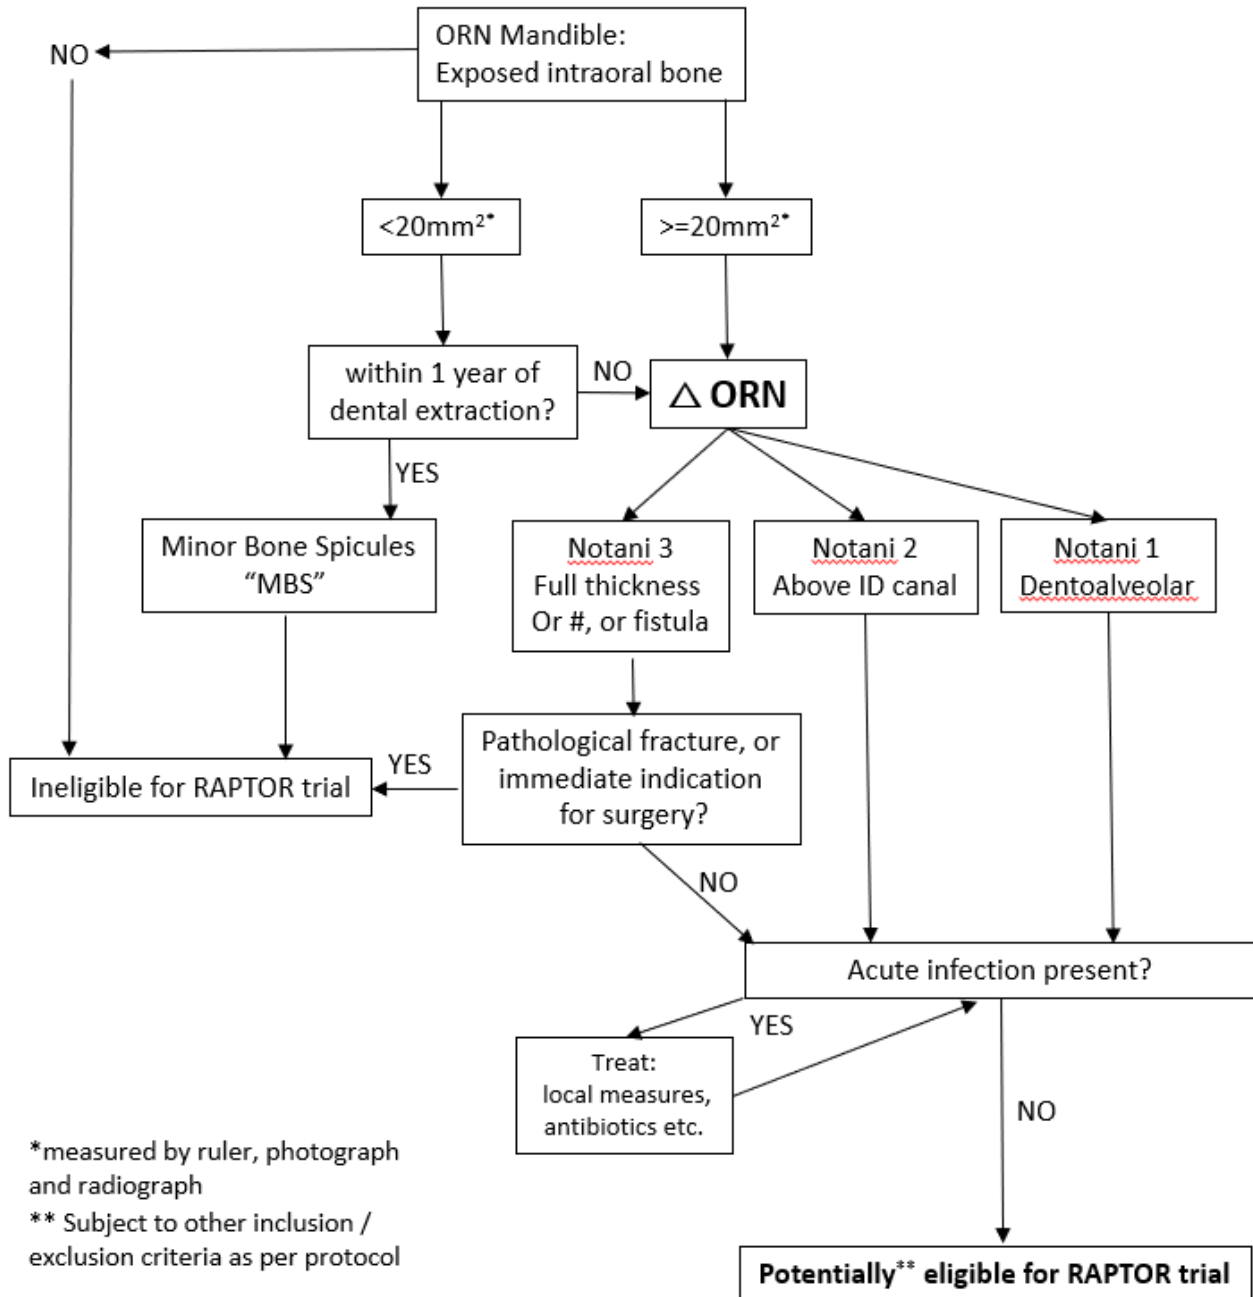 ORN Mandible:
Exposed intraoral bone
NO
<20mm²*
>=20mm²*
within 1 year of
dental extraction?
NO
△ ORN
YES
Minor Bone Spicules
“MBS”
Notani 3
Full thickness
Or #, or fistula
Notani 2
Above ID canal
Notani 1
Dentoalveolar
Ineligible for RAPTOR trial
YES
Pathological fracture, or
immediate indication
for surgery?
NO
Acute infection present?
YES
Treat:
local measures,
antibiotics etc.
NO
*measured by ruler, photograph
and radiograph
** Subject to other inclusion /
exclusion criteria as per protocol
Potentially** eligible for RAPTOR trial